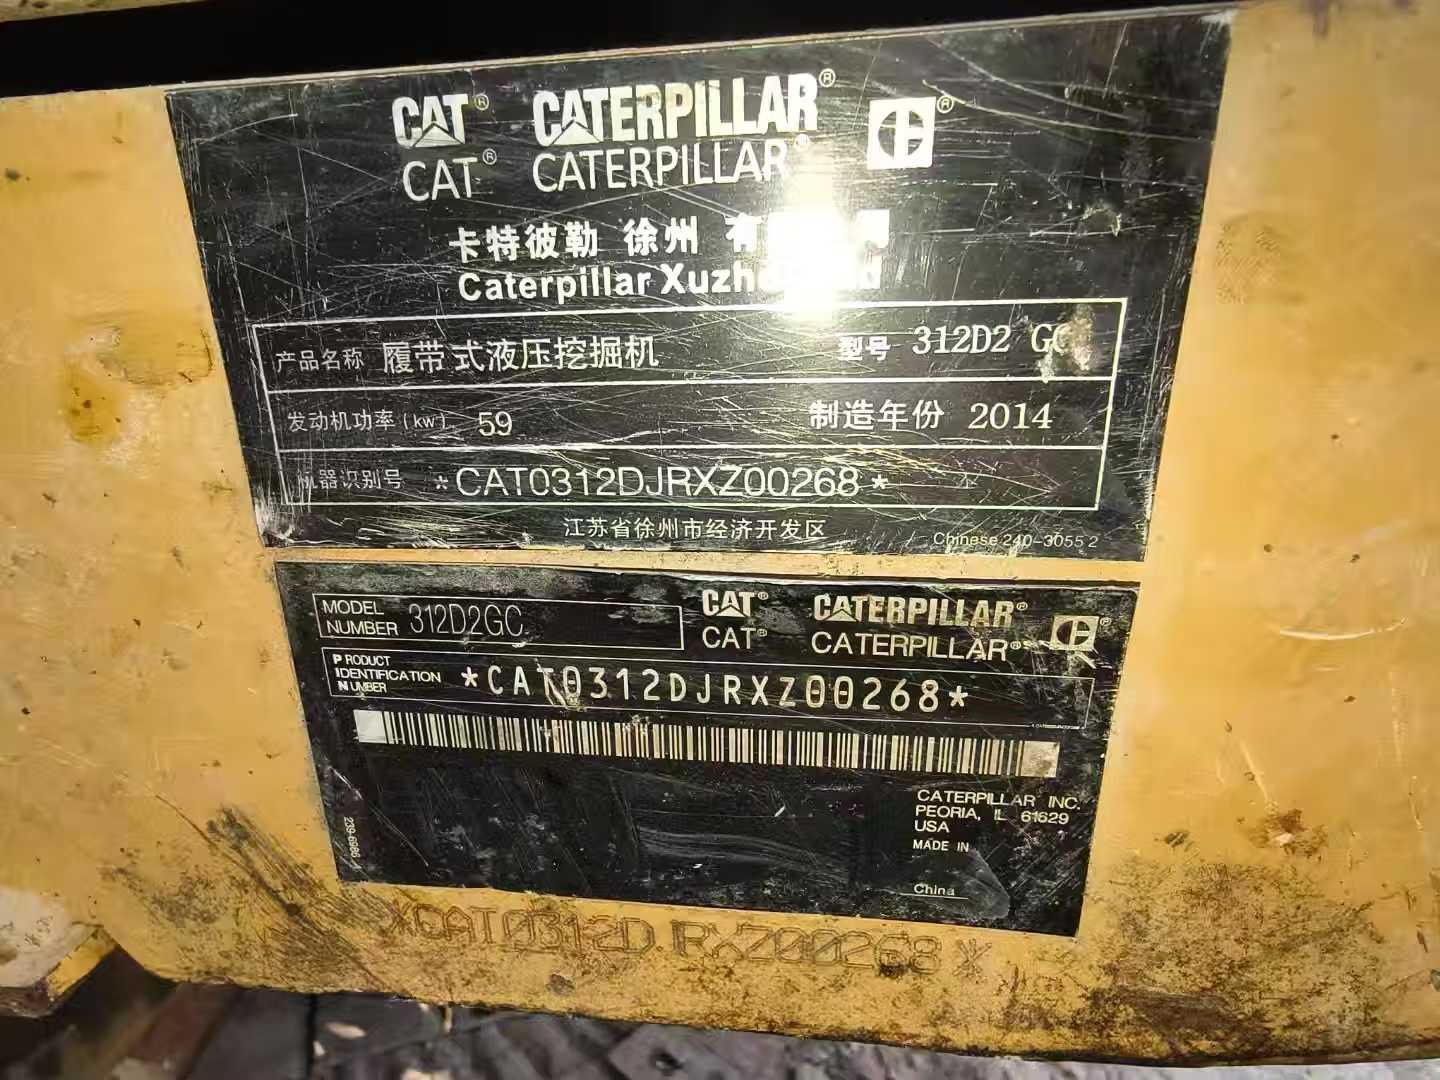 CAT® CATERPILLAR®
CAT® CATERPILLAR®
卡特彼勒 徐州 有
Caterpillar
产品名称 履带式液压挖掘机 型号 312D2 GC
发动机功率(kw) 59 制造年份 2014
机器识别号 *CAT0312DJRXZ00268*
江苏省徐州市经济开发区
Chinese 240-3055 2
MODEL NUMBER 312D2GC
CAT® CATERPILLAR®
CAT® CATERPILLAR®
PRODUCT IDENTIFICATION NUMBER *CAT0312DJRXZ00268*
CATERPILLAR INC.
PEORIA, IL 61629
USA
MADE IN
China
239-6986
*CAT0312DJRXZ00268*